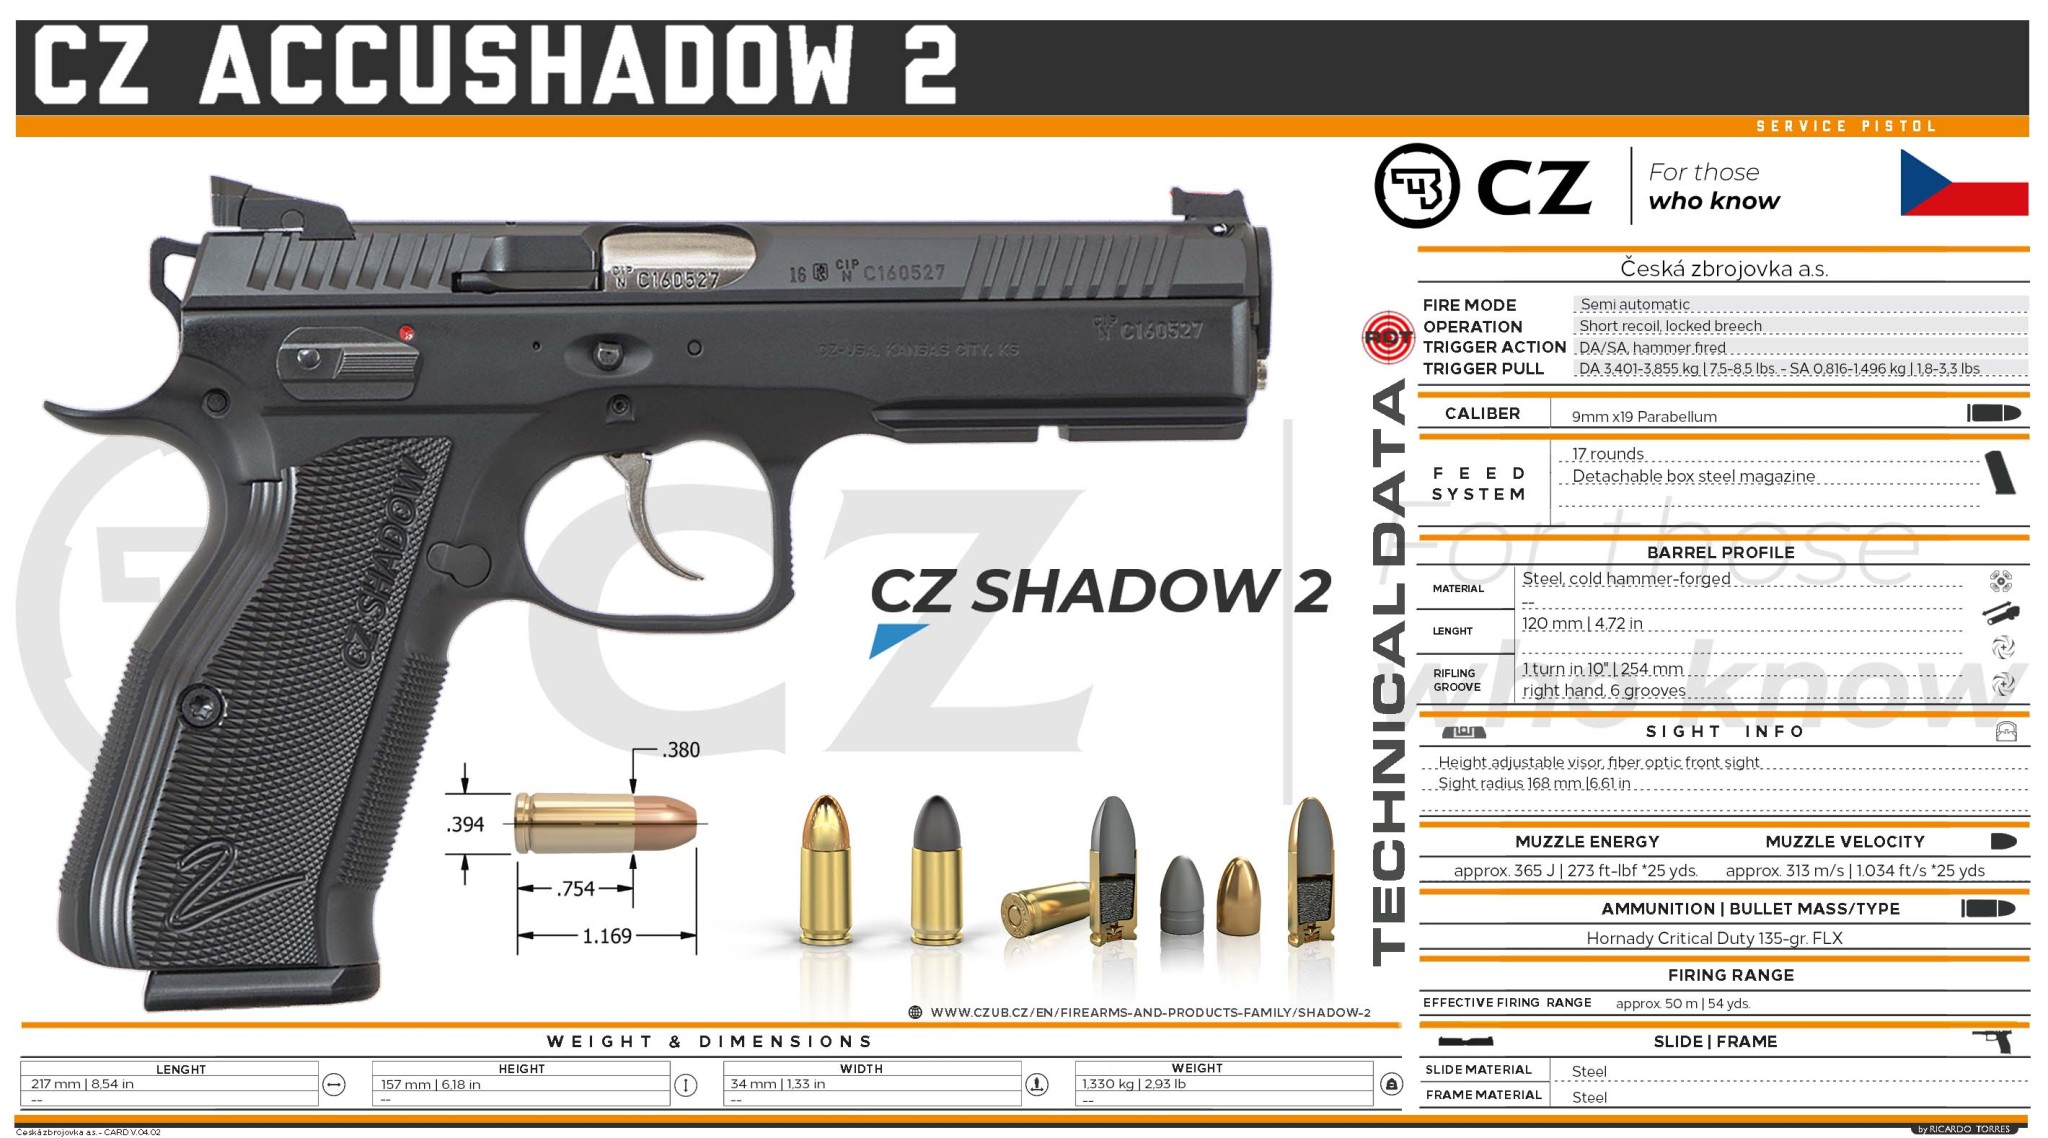 CZ ACCUSHADOW 2
SERVICE PISTOL
CZ
For those
who know
Česká zbrojovka a.s.
RDT
TECHNICAL DATA
FIRE MODE Semi automatic
OPERATION Short recoil, locked breech
TRIGGER ACTION DA/SA, hammer fired
TRIGGER PULL DA 3,401-3,855 kg | 7,5-8,5 lbs. - SA 0,816-1,496 kg | 1,8-3,3 lbs
CALIBER 9mm x19 Parabellum
FEED
SYSTEM
17 rounds
Detachable box steel magazine
BARREL PROFILE
MATERIAL Steel, cold hammer-forged
--
LENGHT 120 mm | 4,72 in
RIFLING
GROOVE
1 turn in 10" | 254 mm
right hand, 6 grooves
SIGHT INFO
Height adjustable visor, fiber optic front sight
Sight radius 168 mm |6,61 in
MUZZLE ENERGY MUZZLE VELOCITY
approx. 365 J | 273 ft-lbf *25 yds. approx. 313 m/s | 1.034 ft/s *25 yds
AMMUNITION | BULLET MASS/TYPE
Hornady Critical Duty 135-gr. FLX
FIRING RANGE
EFFECTIVE FIRING RANGE approx. 50 m | 54 yds.
SLIDE | FRAME
SLIDE MATERIAL Steel
FRAME MATERIAL Steel
CIP
N C160527
16 CIP
N C160527
CIP
N C160527
CZ-USA, KANSAS CITY, KS
CZ SHADOW
2
CZ
For those
who know
CZ SHADOW 2
.380
.394
.754
1.169
WWW.CZUB.CZ/EN/FIREARMS-AND-PRODUCTS-FAMILY/SHADOW-2
WEIGHT & DIMENSIONS
LENGHT HEIGHT WIDTH WEIGHT
217 mm | 8,54 in 157 mm | 6,18 in 34 mm | 1,33 in 1,330 kg | 2,93 lb
-- -- -- --
Česká zbrojovka a.s.- CARD V.04.02
by RICARDO TORRES